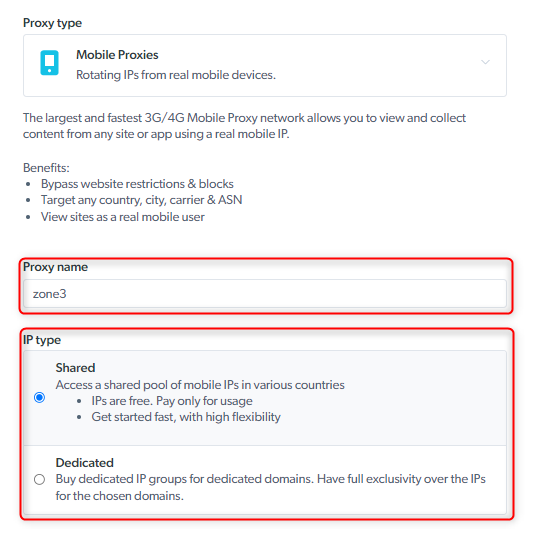 Proxy type
Mobile Proxies
Rotating IPs from real mobile devices.
The largest and fastest 3G/4G Mobile Proxy network allows you to view and collect
content from any site or app using a real mobile IP.
Benefits:
• Bypass website restrictions & blocks
• Target any country, city, carrier & ASN
• View sites as a real mobile user
Proxy name
zone3
IP type
Shared
Access a shared pool of mobile IPs in various countries
• IPs are free. Pay only for usage
• Get started fast, with high flexibility
Dedicated
Buy dedicated IP groups for dedicated domains. Have full exclusivity over the IPs
for the chosen domains.